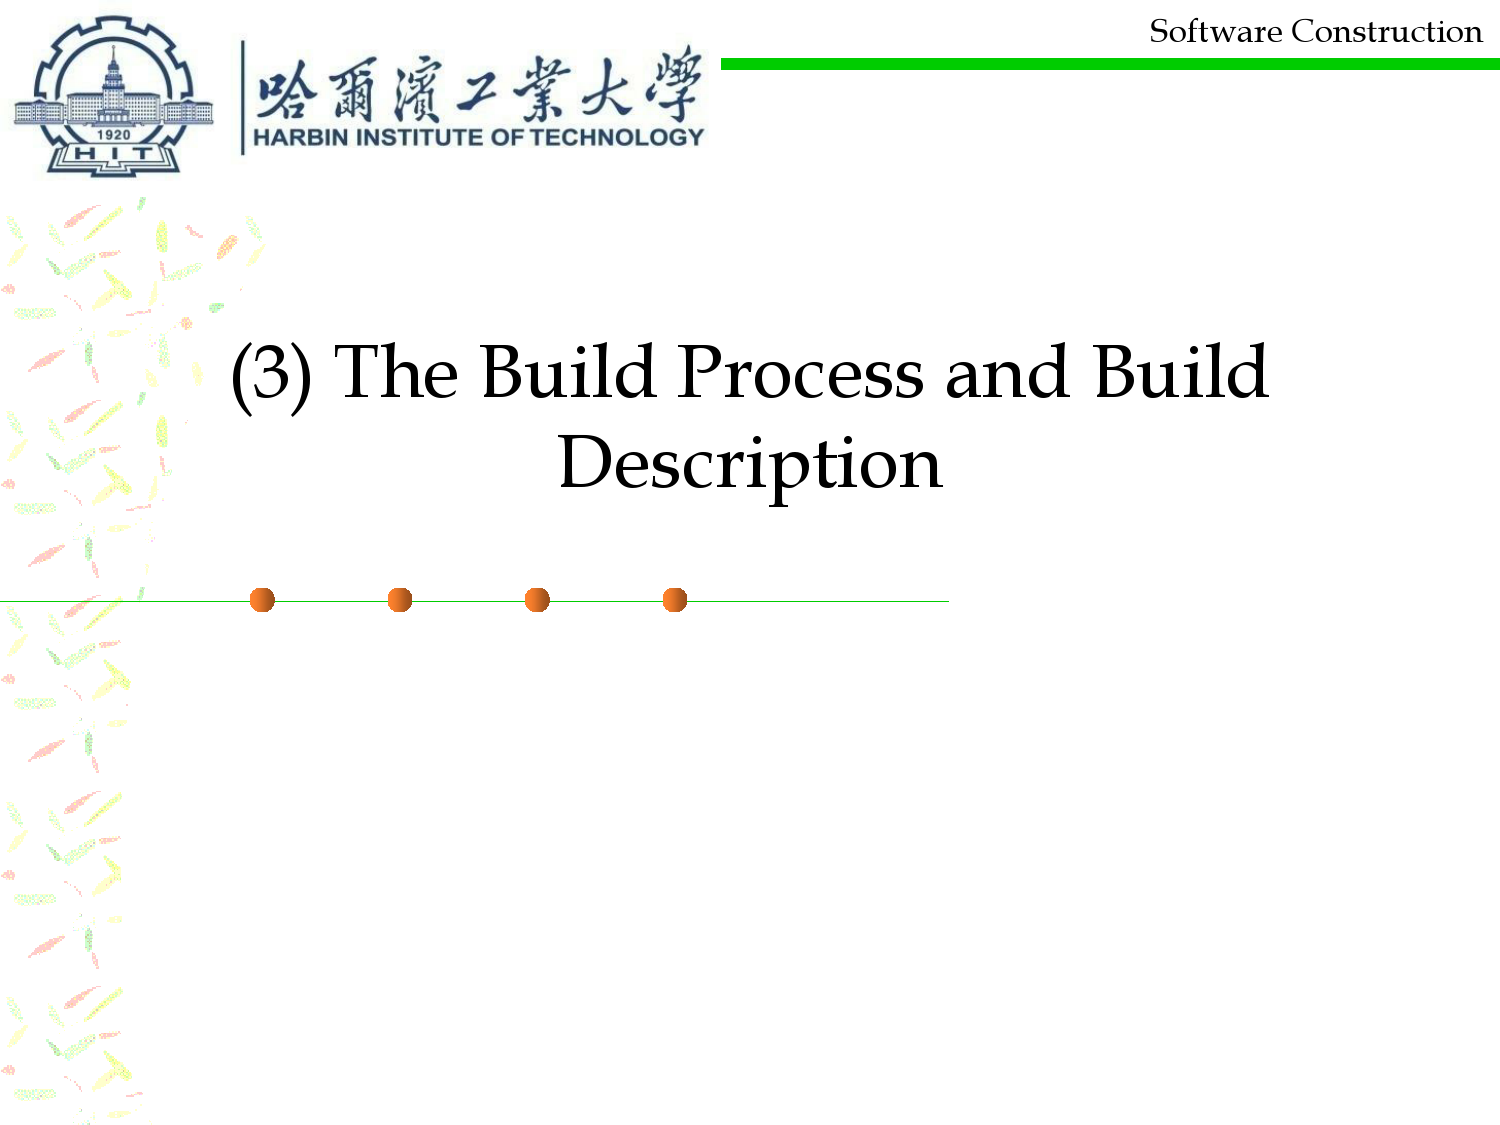 Software Construction
哈爾濱工業大學
HARBIN INSTITUTE OF TECHNOLOGY
1920
HIT
(3) The Build Process and Build
Description